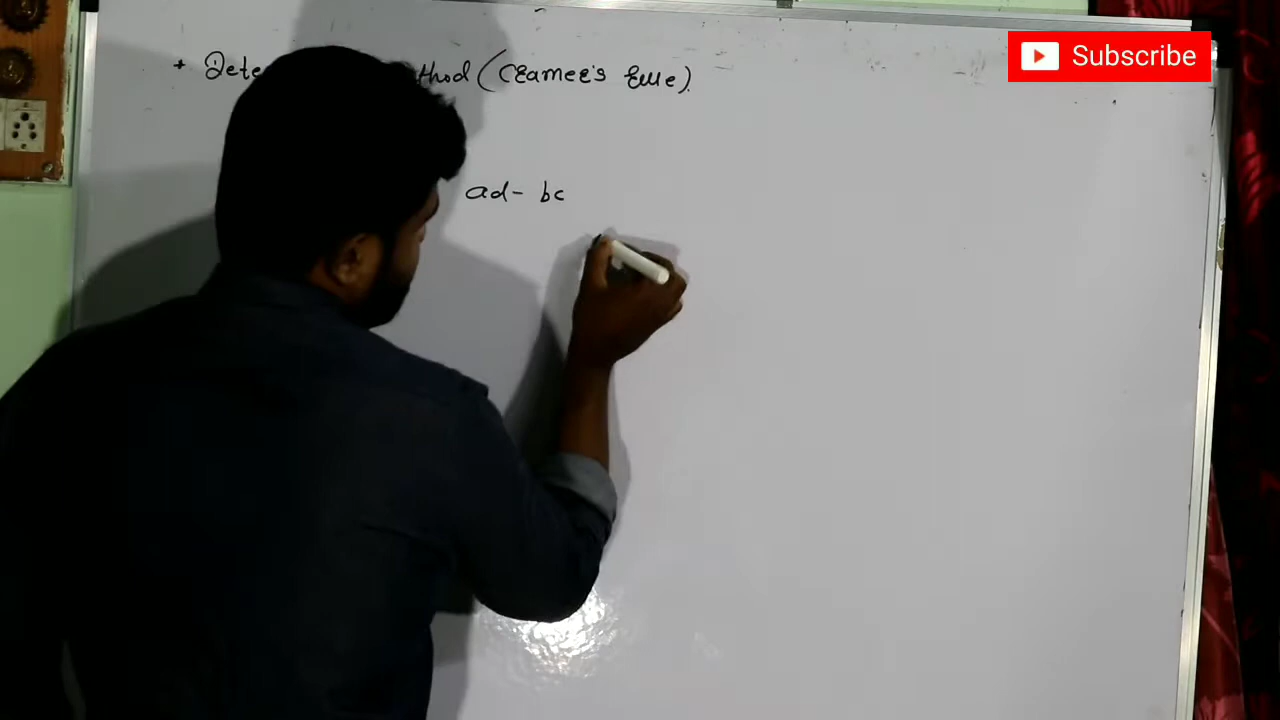 Subscribe
* Dete thod (Cramer's rule).
ad - bc